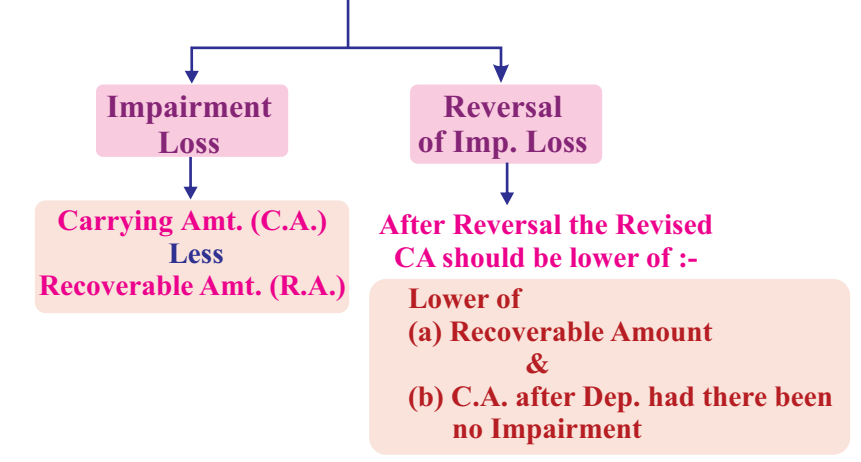 Impairment
Loss
Carrying Amt. (C.A.)
Less
Recoverable Amt. (R.A.)
Reversal
of Imp. Loss
After Reversal the Revised
CA should be lower of :-
Lower of
(a) Recoverable Amount
&
(b) C.A. after Dep. had there been
no Impairment